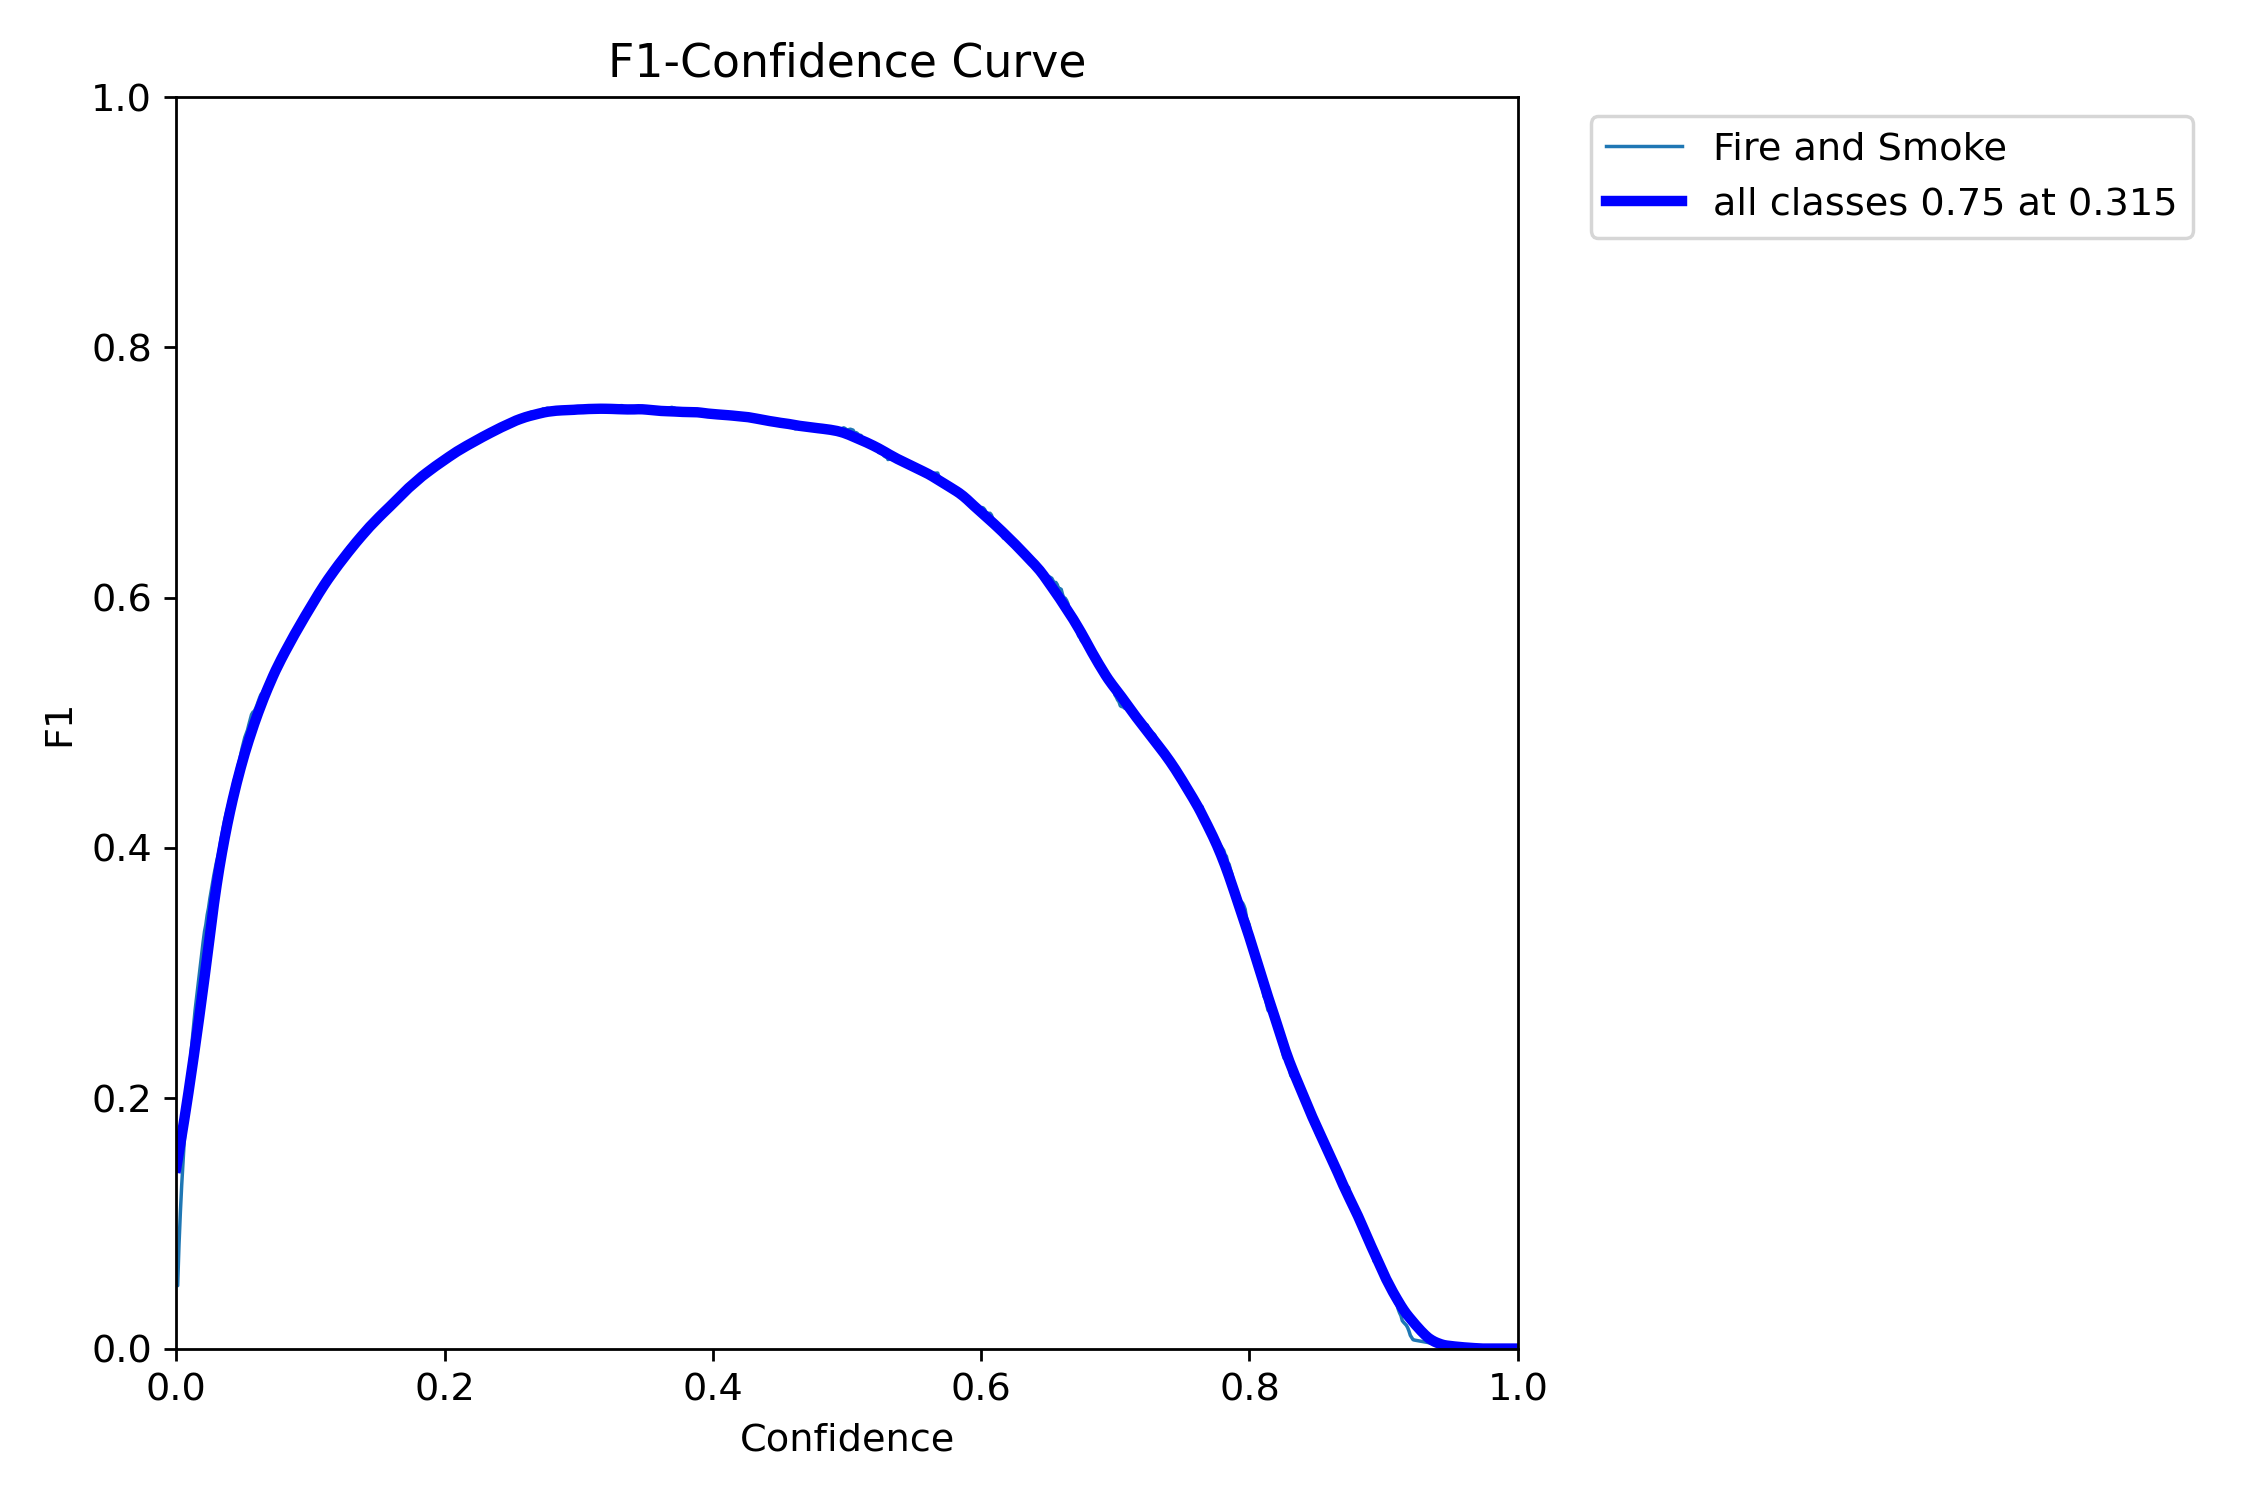 F1-Confidence Curve
1.0
0.8
0.6
0.4
0.2
0.0
F1
0.0 0.2 0.4 0.6 0.8 1.0
Confidence
Fire and Smoke
all classes 0.75 at 0.315